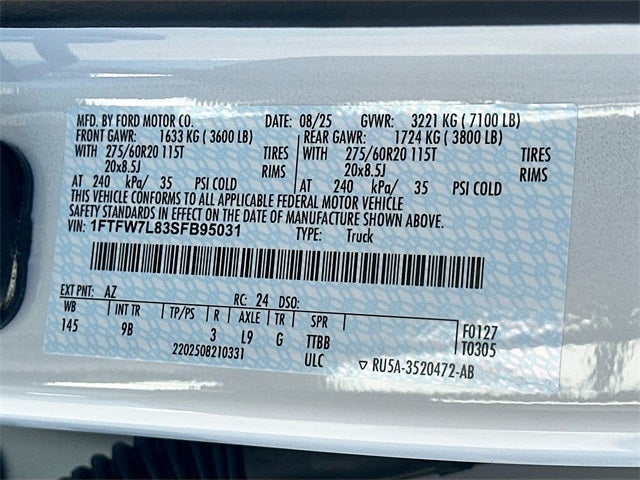 MFD. BY FORD MOTOR CO. DATE: 08/25 GVWR: 3221 KG ( 7100 LB)
FRONT GAWR: 1633 KG ( 3600 LB) REAR GAWR: 1724 KG ( 3800 LB)
WITH 275/60R20 115T TIRES WITH 275/60R20 115T TIRES
20x8.5J RIMS 20x8.5J RIMS
AT 240 kPa/ 35 PSI COLD AT 240 kPa/ 35 PSI COLD
THIS VEHICLE CONFORMS TO ALL APPLICABLE FEDERAL MOTOR VEHICLE
SAFETY STANDARDS IN EFFECT ON THE DATE OF MANUFACTURE SHOWN ABOVE.
VIN: 1FTFW7L83SFB95031 TYPE: Truck
EXT PNT: AZ RC: 24 DSO:
WB INT TR TP/PS R AXLE TR SPR F0127
145 9B 3 L9 G TTBB T0305
2202508210331 ULC ▽ RU5A-3520472-AB